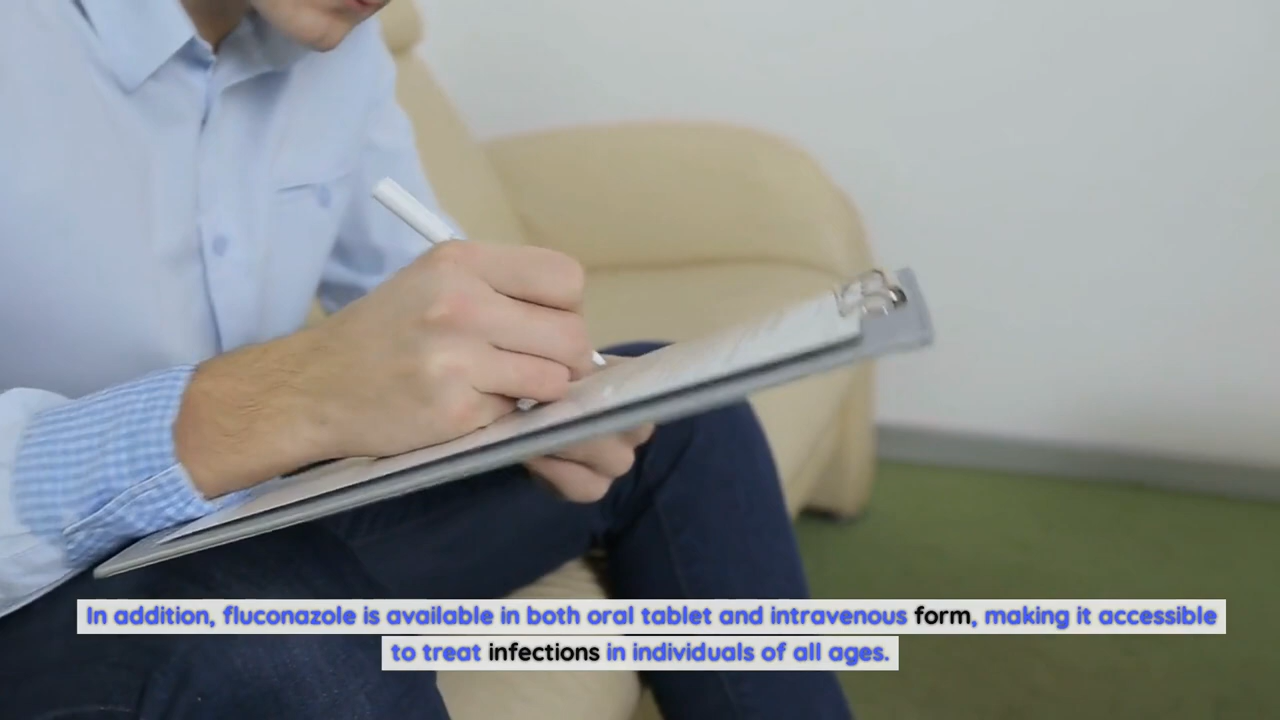 In addition, fluconazole is available in both oral tablet and intravenous form, making it accessible
to treat infections in individuals of all ages.